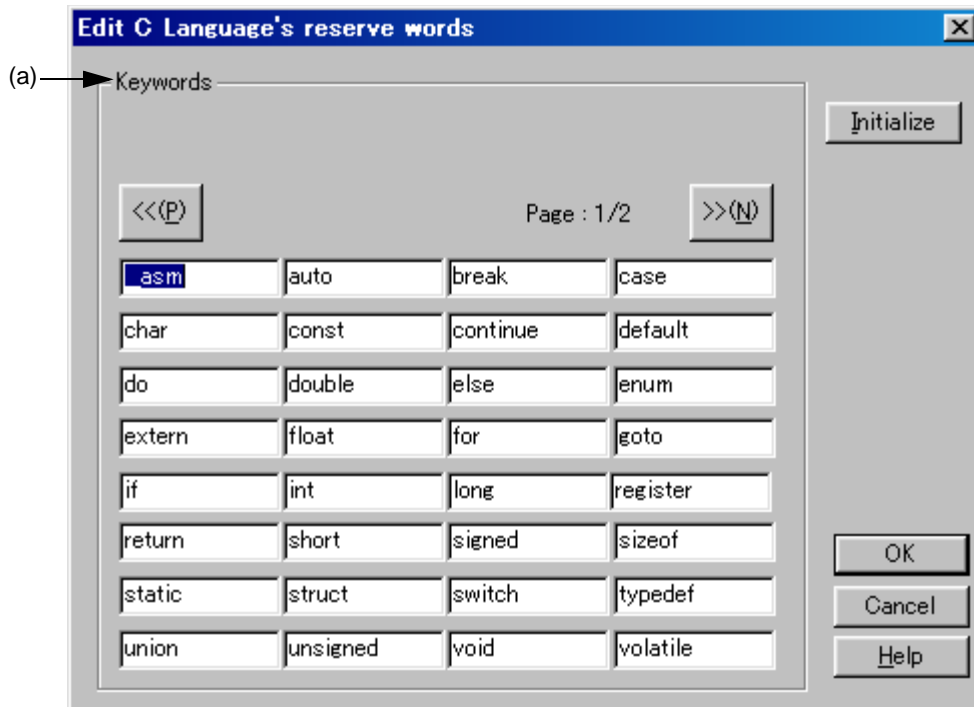 Edit C Language's reserve words
(a)
Keywords
Initialize
<<(P) Page : 1/2 >>(N)
_asm auto break case
char const continue default
do double else enum
extern float for goto
if int long register
return short signed sizeof
static struct switch typedef
union unsigned void volatile
OK
Cancel
Help